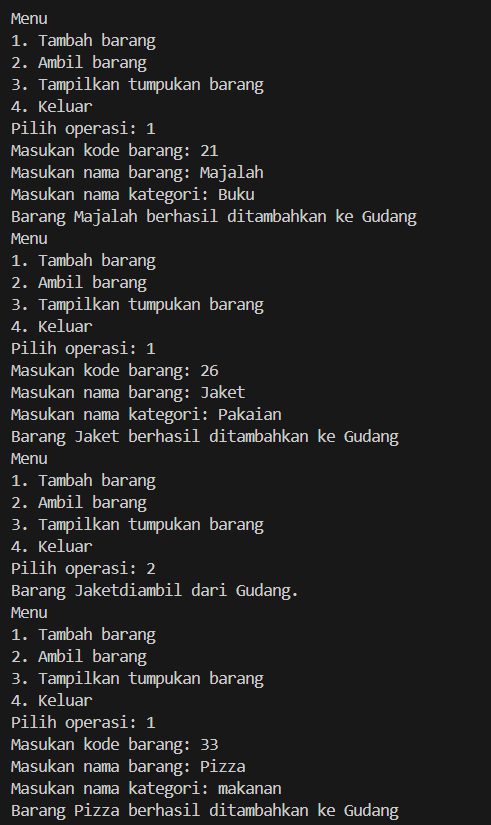 Menu
1. Tambah barang
2. Ambil barang
3. Tampilkan tumpukan barang
4. Keluar
Pilih operasi: 1
Masukan kode barang: 21
Masukan nama barang: Majalah
Masukan nama kategori: Buku
Barang Majalah berhasil ditambahkan ke Gudang
Menu
1. Tambah barang
2. Ambil barang
3. Tampilkan tumpukan barang
4. Keluar
Pilih operasi: 1
Masukan kode barang: 26
Masukan nama barang: Jaket
Masukan nama kategori: Pakaian
Barang Jaket berhasil ditambahkan ke Gudang
Menu
1. Tambah barang
2. Ambil barang
3. Tampilkan tumpukan barang
4. Keluar
Pilih operasi: 2
Barang Jaketdiambil dari Gudang.
Menu
1. Tambah barang
2. Ambil barang
3. Tampilkan tumpukan barang
4. Keluar
Pilih operasi: 1
Masukan kode barang: 33
Masukan nama barang: Pizza
Masukan nama kategori: makanan
Barang Pizza berhasil ditambahkan ke Gudang